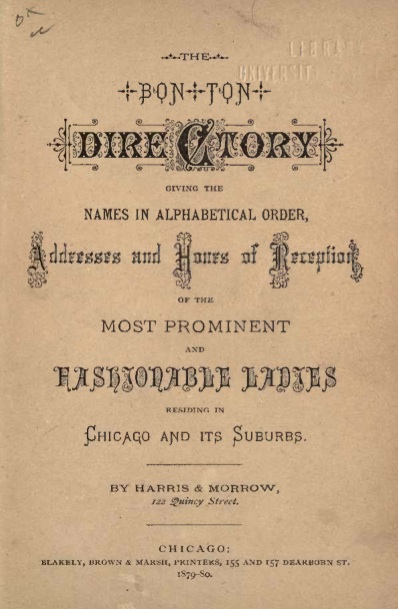 THE
BON TON
DIRECTORY
GIVING THE
NAMES IN ALPHABETICAL ORDER,
Addresses and Hours of Reception
OF THE
MOST PROMINENT
AND
FASHIONABLE LADIES
RESIDING IN
CHICAGO AND ITS SUBURBS.
BY HARRIS & MORROW,
122 Quincy Street.
CHICAGO:
BLAKELY, BROWN & MARSH, PRINTERS, 155 AND 157 DEARBORN ST.
1879-80.